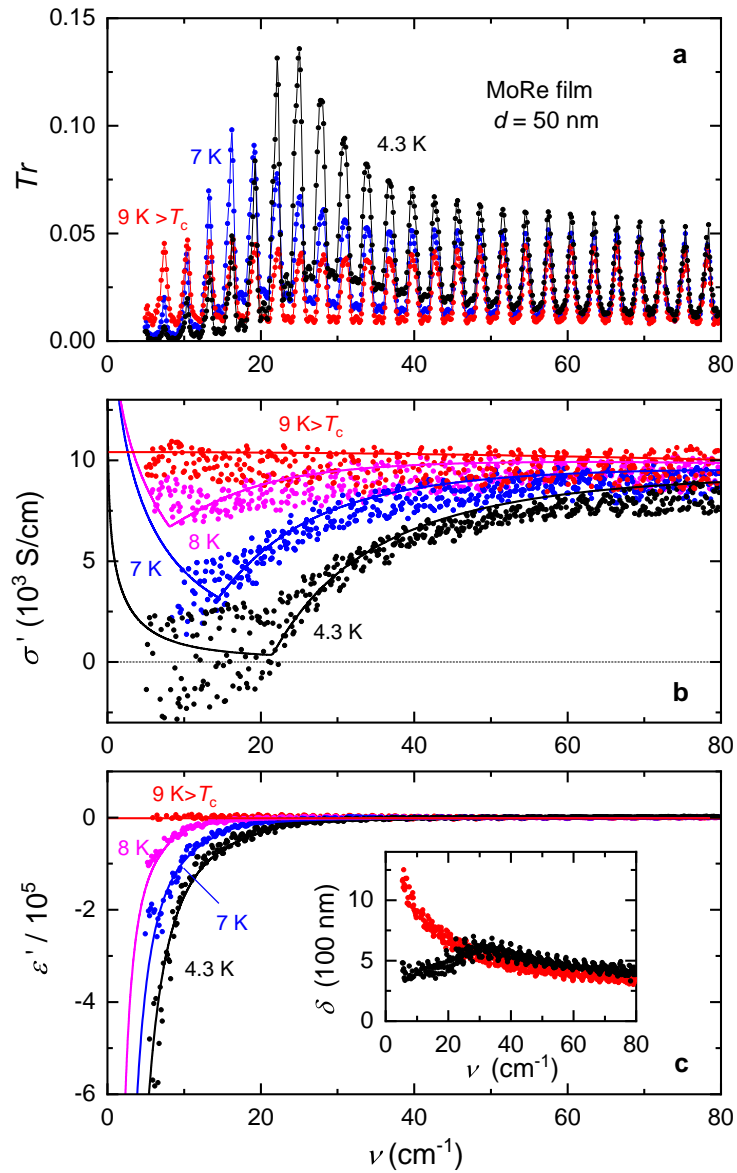 0.15
a
MoRe film
d = 50 nm
0.10
7 K
4.3 K
Tr
9 K >Tc
0.05
0.00
0 20 40 60 80
9 K>Tc
10
8 K
7 K
5
σ' (10³ S/cm)
4.3 K
0
b
0 20 40 60 80
9 K>Tc
0
8 K
7 K
-2
ε' / 10⁵
4.3 K
-4
-6
10
5
0
δ (100 nm)
0 20 40 60 80
ν (cm⁻¹)
c
0 20 40 60 80
ν (cm⁻¹)